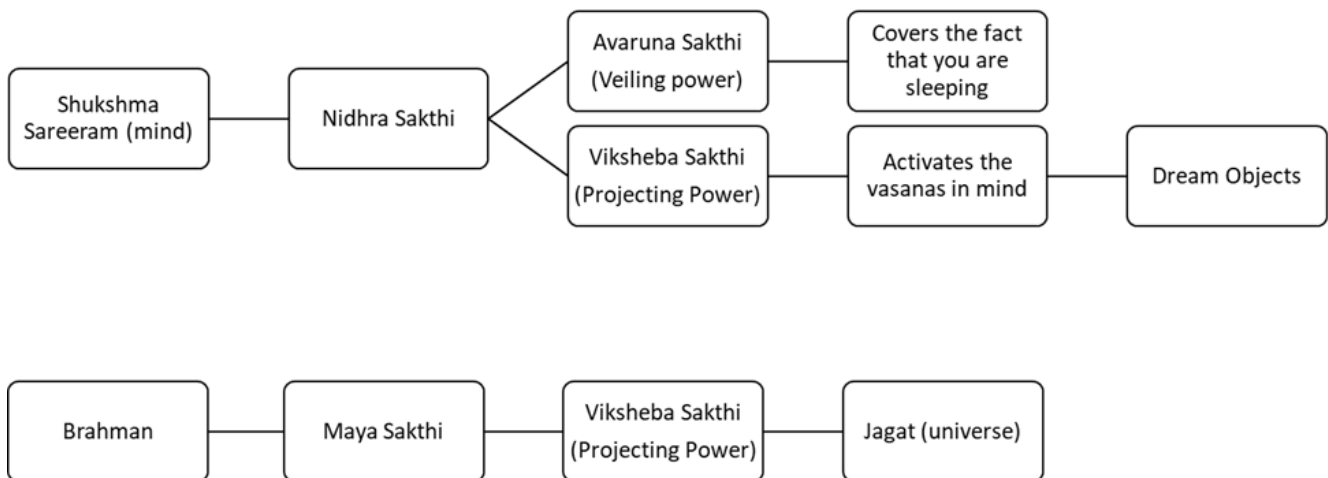 Shukshma
Sareeram (mind)
Nidhra Sakthi
Avaruna Sakthi
(Veiling power)
Covers the fact
that you are
sleeping
Viksheba Sakthi
(Projecting Power)
Activates the
vasanas in mind
Dream Objects
Brahman
Maya Sakthi
Viksheba Sakthi
(Projecting Power)
Jagat (universe)